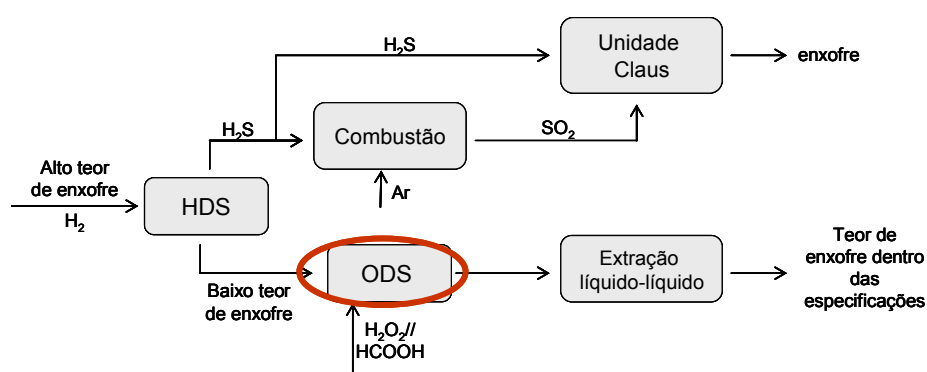 H₂S
Unidade
Claus
enxofre
H₂S
Combustão
SO₂
Alto teor
de enxofre
H₂
HDS
Ar
ODS
Extração
líquido-líquido
Teor de
enxofre dentro
das
especificações
Baixo teor
de enxofre
H₂O₂//
HCOOH